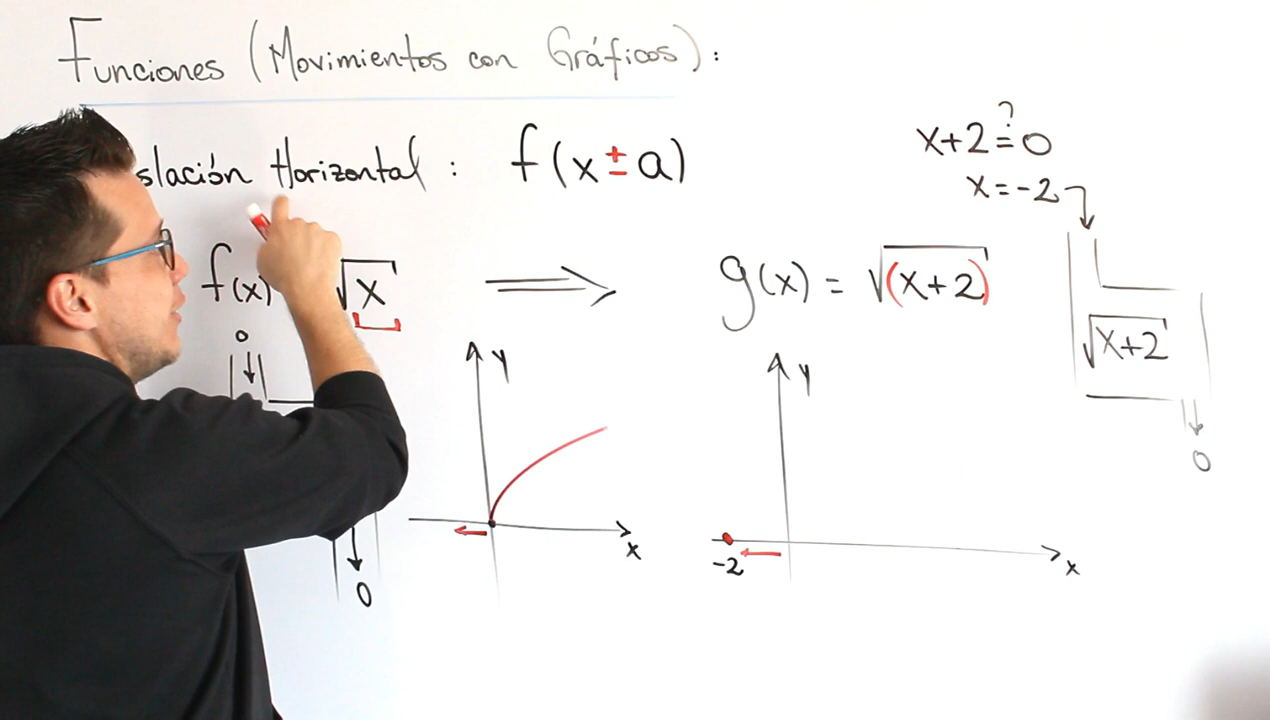 Funciones (Movimientos con Gráficos):
slación Horizontal : f(x ± a)
x+2 ≟ 0
x = -2
f(x) √x ⟹ g(x) = √(x+2)
0
√x+2
y
y
0
x
-2
x
0